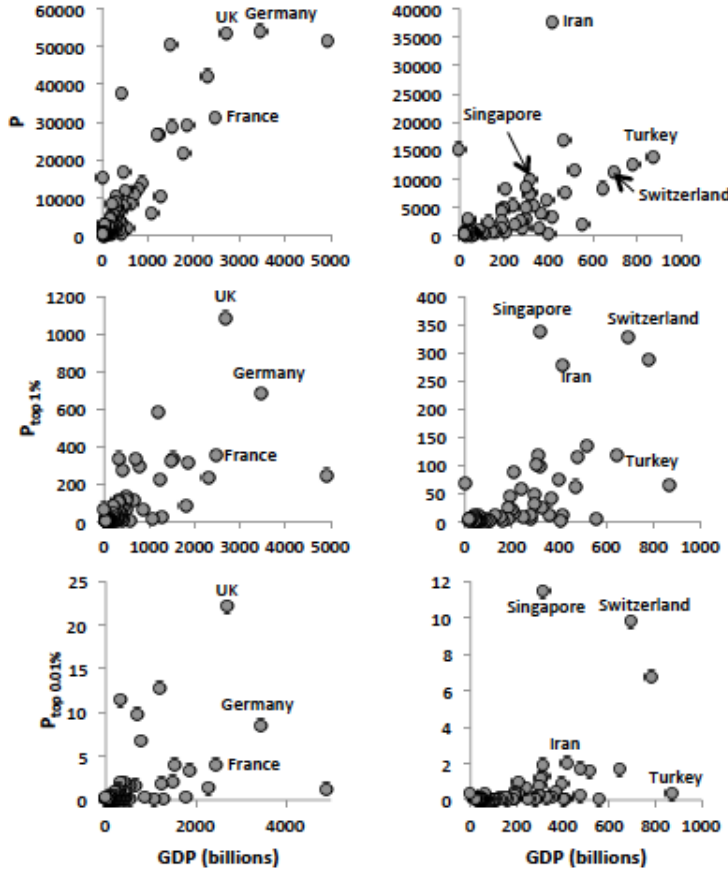 UK Germany
60000
50000
40000
30000
20000
10000
0
P
France
0 1000 2000 3000 4000 5000
40000
35000
30000
25000
20000
15000
10000
5000
0
Iran
Singapore
Turkey
Switzerland
0 200 400 600 800 1000
1200
1000
800
600
400
200
0
P top 1%
UK
Germany
France
0 1000 2000 3000 4000 5000
400
350
300
250
200
150
100
50
0
Singapore Switzerland
Iran
Turkey
0 200 400 600 800 1000
25
20
15
10
5
0
P top 0.01%
UK
Germany
France
0 2000 4000
GDP (billions)
12
10
8
6
4
2
0
Singapore Switzerland
Iran
Turkey
0 200 400 600 800 1000
GDP (billions)